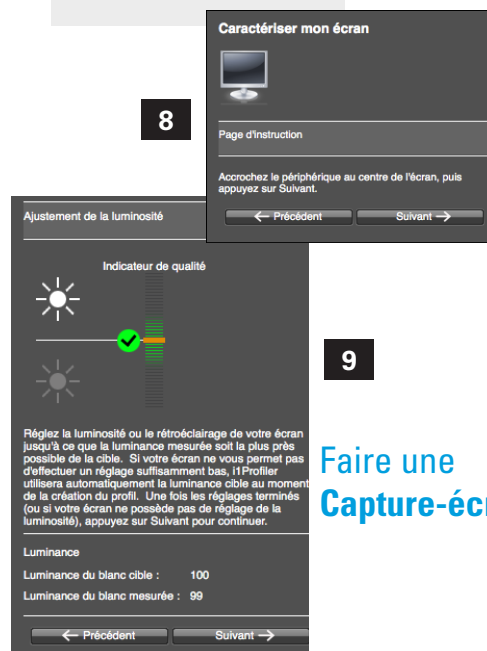 Caractériser mon écran
8
Page d'instruction
Accrochez le périphérique au centre de l'écran, puis
appuyez sur Suivant.
← Précédent Suivant →
Ajustement de la luminosité
Indicateur de qualité
9
Réglez la luminosité ou le rétroéclairage de votre écran
jusqu'à ce que la luminance mesurée soit la plus près
possible de la cible. Si votre écran ne vous permet pas
d'effectuer un réglage suffisamment bas, i1Profiler
utilisera automatiquement la luminance cible au moment
de la création du profil. Une fois les réglages terminés
(ou si votre écran ne possède pas de réglage de la
luminosité), appuyez sur Suivant pour continuer.
Luminance
Luminance du blanc cible : 100
Luminance du blanc mesurée : 99
← Précédent Suivant →
Faire une
Capture-éc